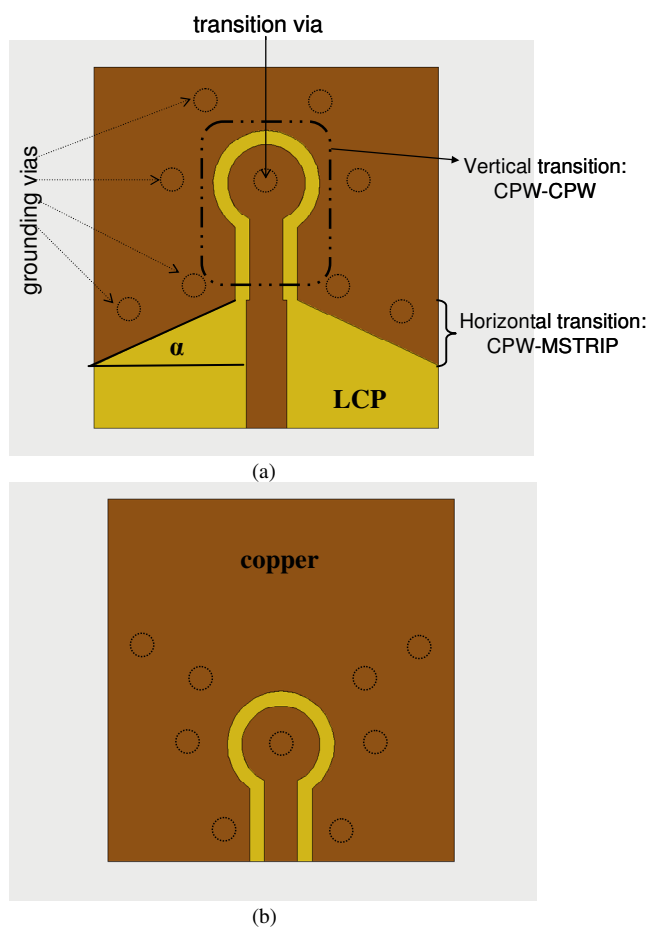 transition via
grounding vias
Vertical transition:
CPW-CPW
Horizontal transition:
CPW-MSTRIP
α
LCP
(a)
copper
(b)